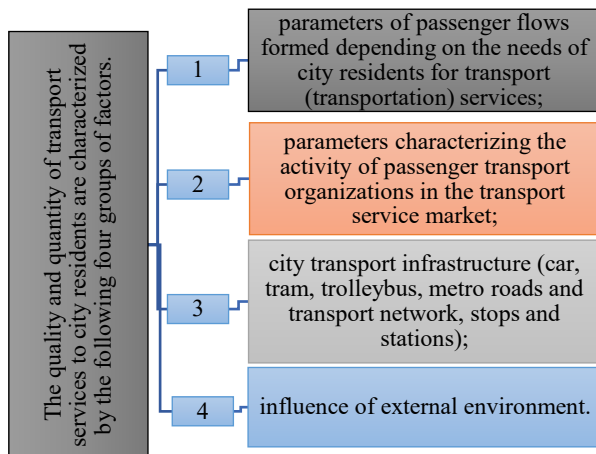 The quality and quantity of transport
services to city residents are characterized
by the following four groups of factors.
1
parameters of passenger flows
formed depending on the needs of
city residents for transport
(transportation) services;
2
parameters characterizing the
activity of passenger transport
organizations in the transport
service market;
3
city transport infrastructure (car,
tram, trolleybus, metro roads and
transport network, stops and
stations);
4
influence of external environment.